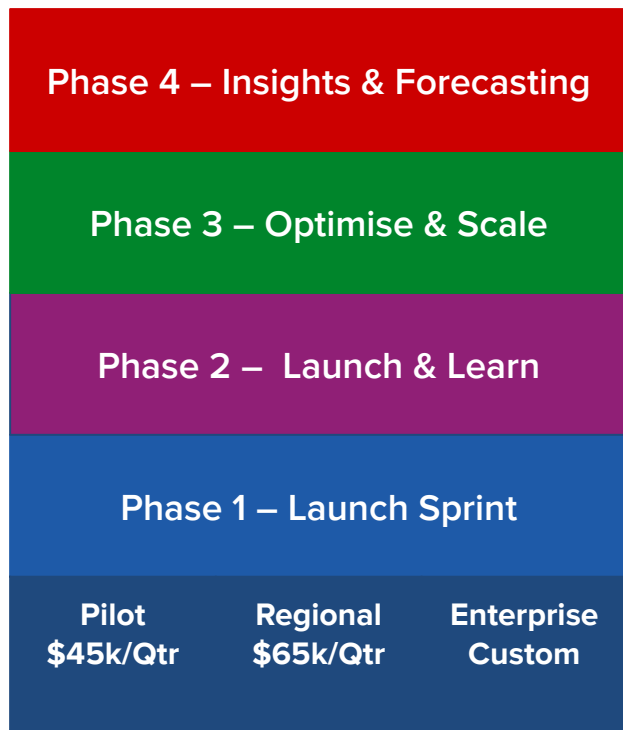 Phase 4 – Insights & Forecasting
Phase 3 – Optimise & Scale
Phase 2 – Launch & Learn
Phase 1 – Launch Sprint
Pilot Regional Enterprise
$45k/Qtr $65k/Qtr Custom